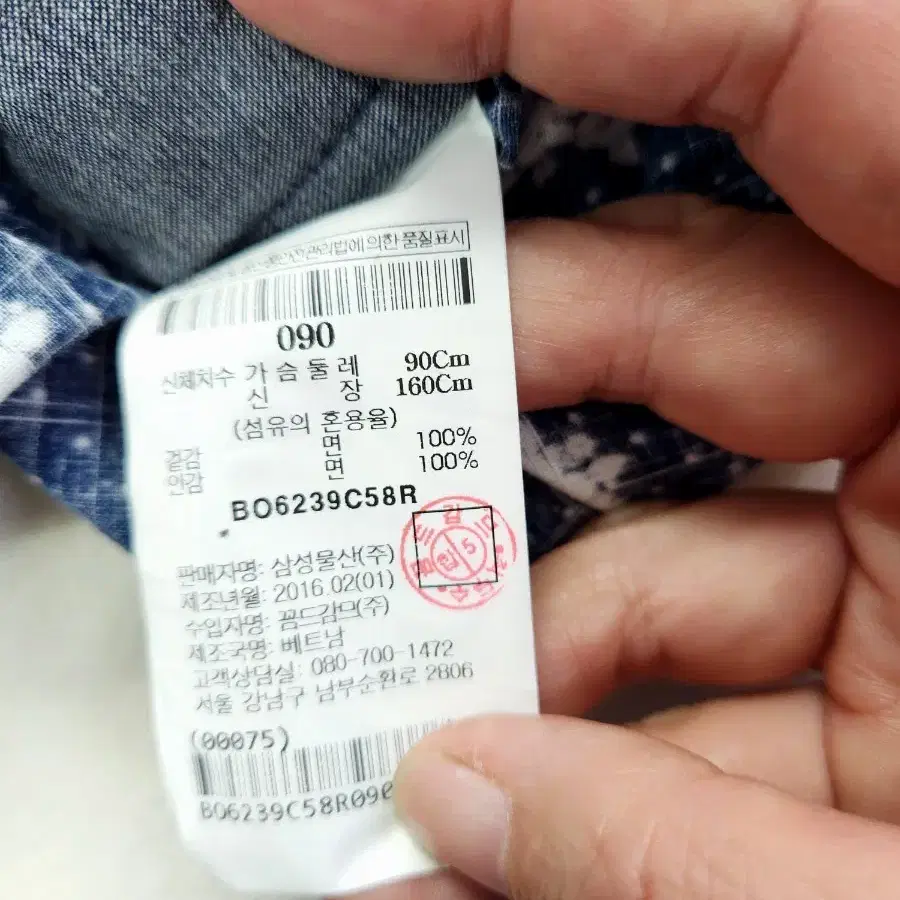 관리법에 의한 품질표시
090
신체치수 가슴둘레 90Cm
신장 160Cm
(섬유의 혼용율)
겉감 면 100%
안감 면 100%
BO6239C58R
판매자명: 삼성물산(주)
제조년월: 2016.02(01)
수입자명: 꼼드감므(주)
제조국명: 베트남
고객상담실: 080-700-1472
서울 강남구 남부순환로 2806
(00075)
BO6239C58R090